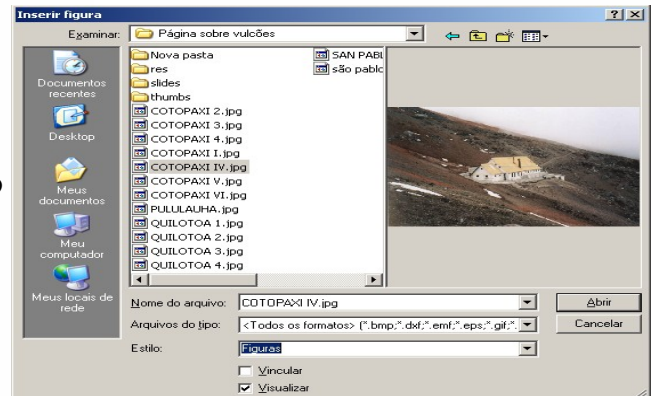 Inserir figura
Examinar: Página sobre vulcões
Documentos recentes
Desktop
Meus documentos
Meu computador
Meus locais de rede
Nova pasta
res
slides
thumbs
COTOPAXI 2.jpg
COTOPAXI 3.jpg
COTOPAXI 4.jpg
COTOPAXI I.jpg
COTOPAXI IV.jpg
COTOPAXI V.jpg
COTOPAXI VI.jpg
PULULAUHA.jpg
QUILOTOA 1.jpg
QUILOTOA 2.jpg
QUILOTOA 3.jpg
QUILOTOA 4.jpg
SAN PABL
são pablc
Nome do arquivo: COTOPAXI IV.jpg Abrir
Arquivos do tipo: <Todos os formatos> (*.bmp;*.dxf;*.emf;*.eps;*.gif;*. Cancelar
Estilo: Figuras
Vincular
Visualizar